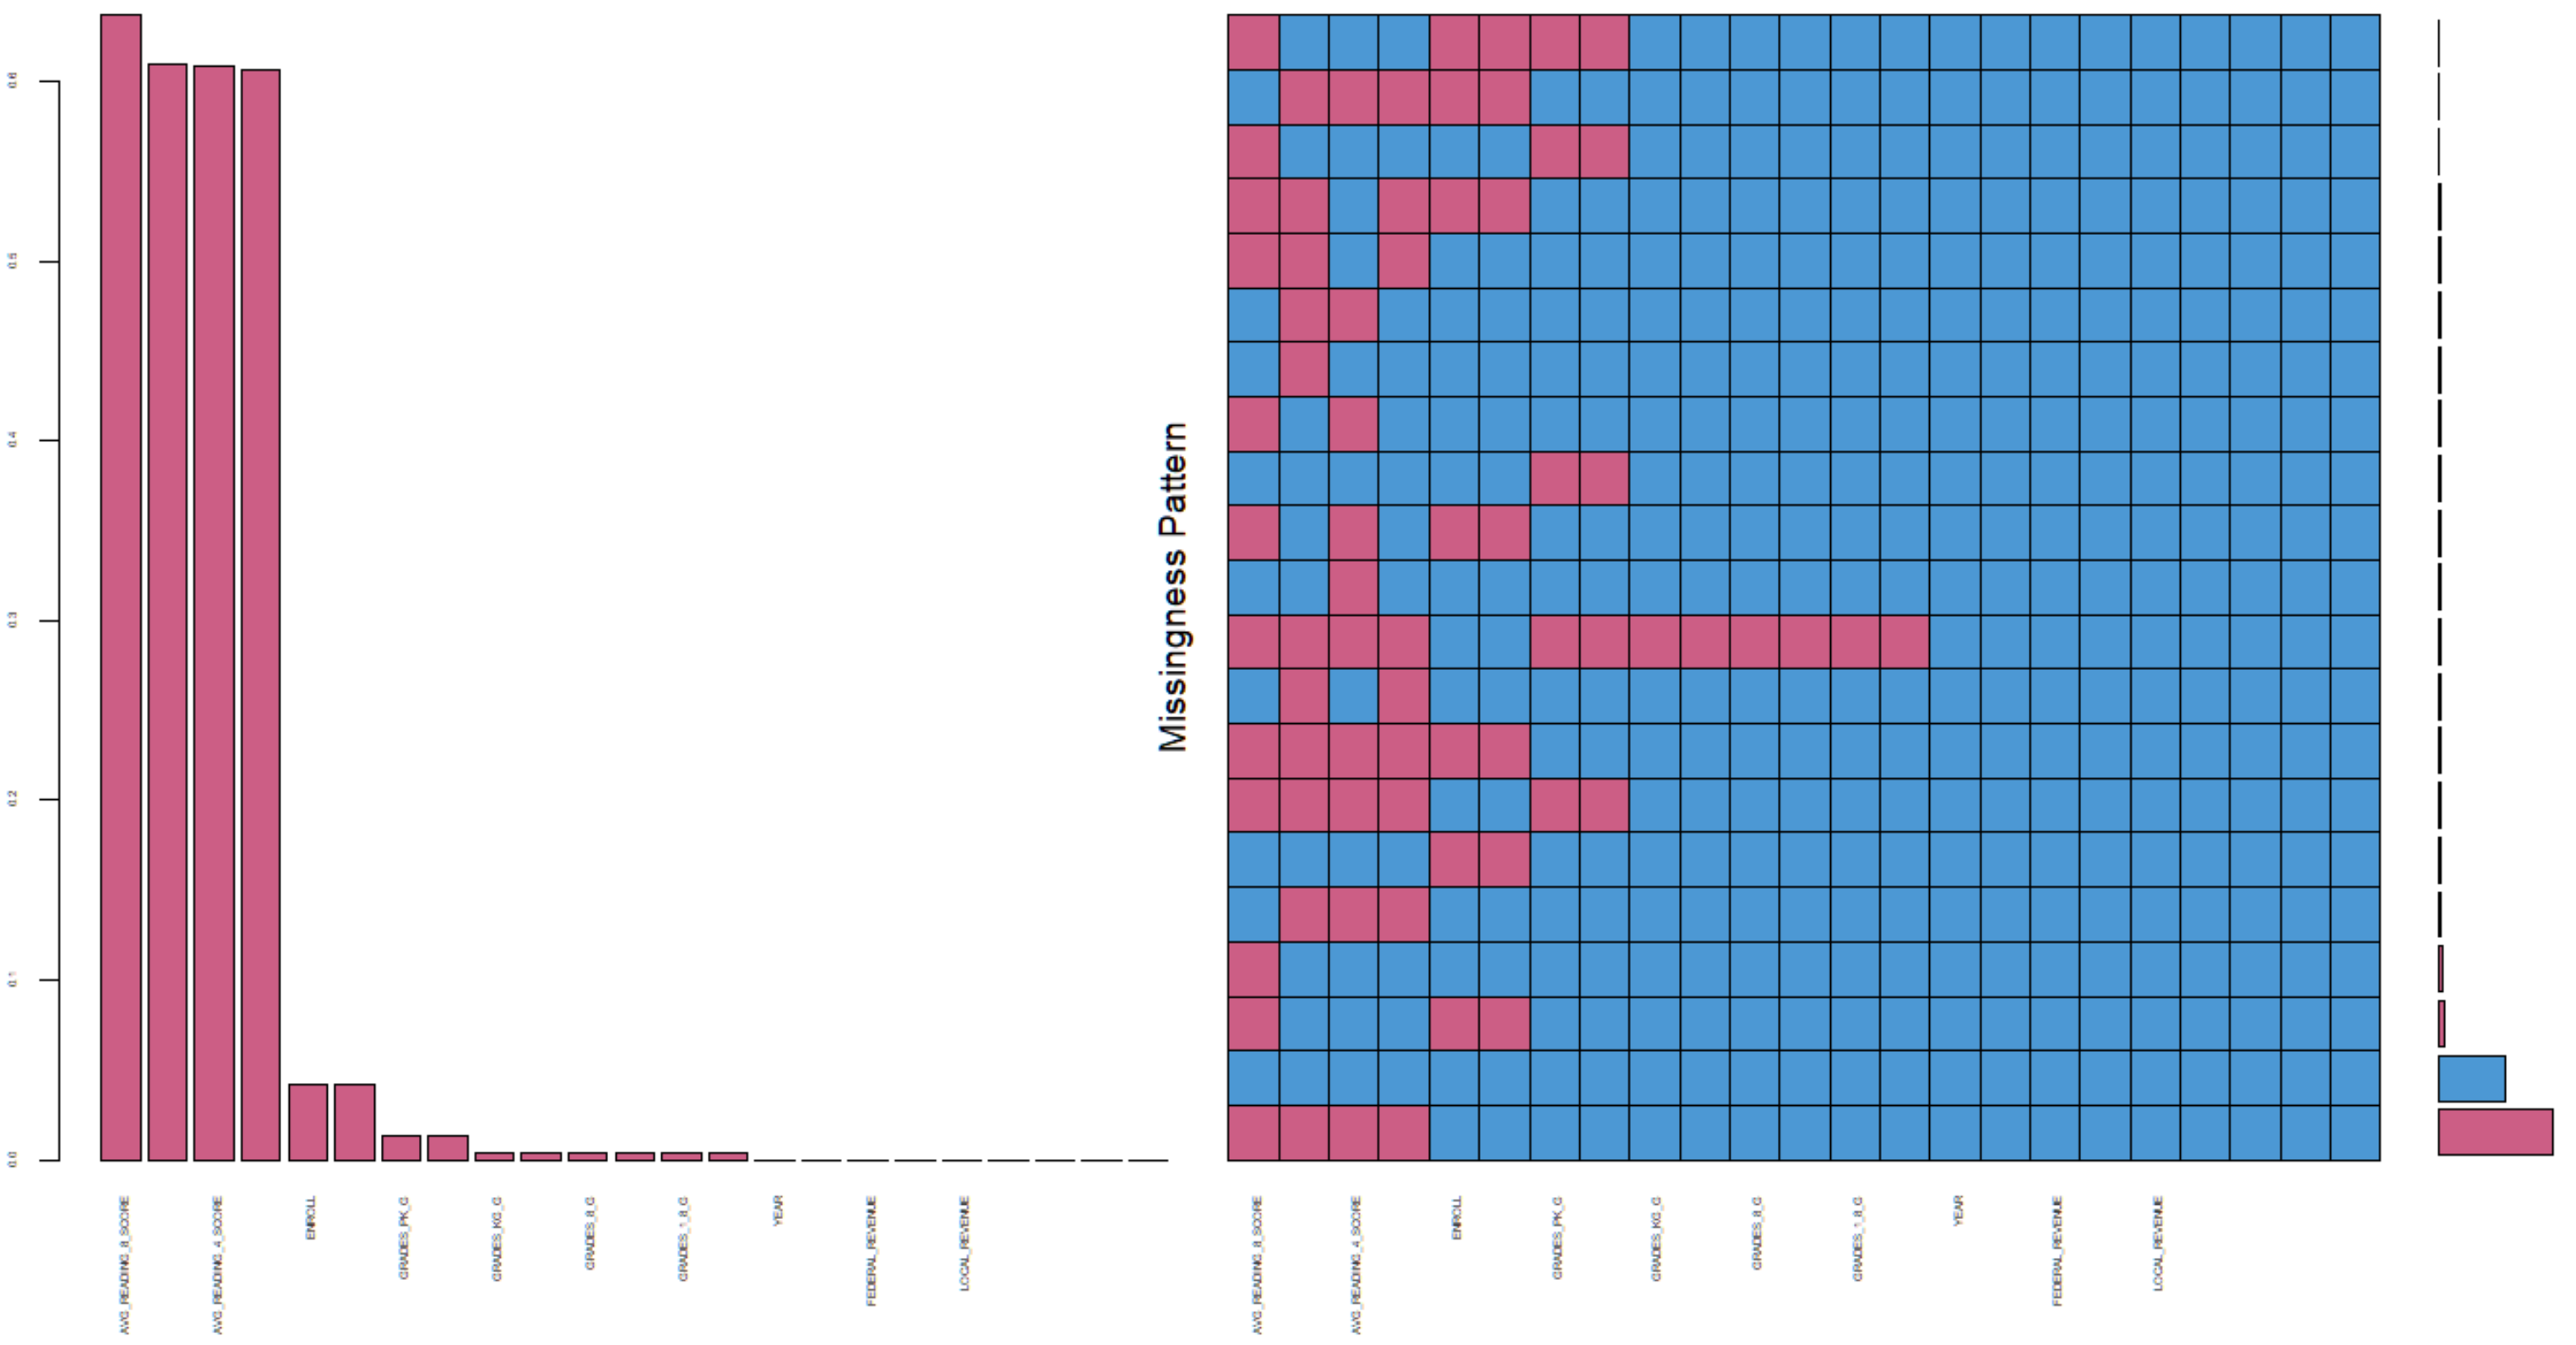 0.6
0.5
0.4
0.3
0.2
0.1
0.0
AVG_READING_8_SCORE
AVG_READING_4_SCORE
ENROLL
GRADES_PK_G
GRADES_KG_G
GRADES_8_G
GRADES_1_8_G
YEAR
FEDERAL_REVENUE
LOCAL_REVENUE
Missingness Pattern
AVG_READING_8_SCORE
AVG_READING_4_SCORE
ENROLL
GRADES_PK_G
GRADES_KG_G
GRADES_8_G
GRADES_1_8_G
YEAR
FEDERAL_REVENUE
LOCAL_REVENUE